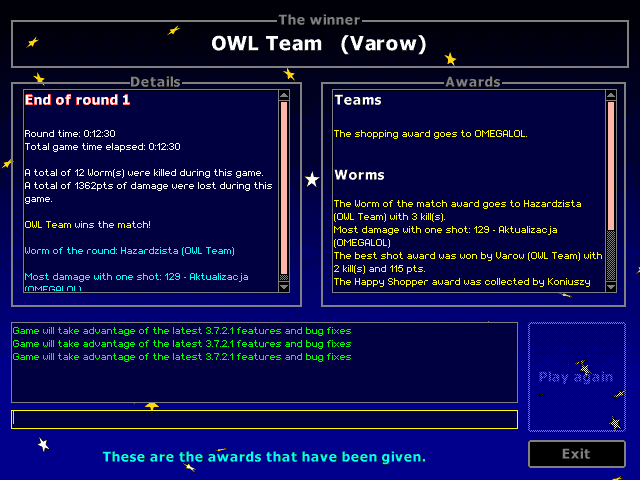 The winner
OWL Team (Varow)
Details
End of round 1
Round time: 0:12:30
Total game time elapsed: 0:12:30
A total of 12 Worm(s) were killed during this game.
A total of 1362pts of damage were lost during this
game.
OWL Team wins the match!
Worm of the round: Hazardzista (OWL Team)
Most damage with one shot: 129 - Aktualizacja
(OMEGALOL)
Awards
Teams
The shopping award goes to OMEGALOL.
Worms
The Worm of the match award goes to Hazardzista
(OWL Team) with 3 kill(s).
Most damage with one shot: 129 - Aktualizacja
(OMEGALOL)
The best shot award was won by Varow (OWL Team) with
2 kill(s) and 115 pts.
The Happy Shopper award was collected by Koniuszy
Game will take advantage of the latest 3.7.2.1 features and bug fixes
Game will take advantage of the latest 3.7.2.1 features and bug fixes
Game will take advantage of the latest 3.7.2.1 features and bug fixes
Play again
These are the awards that have been given.
Exit